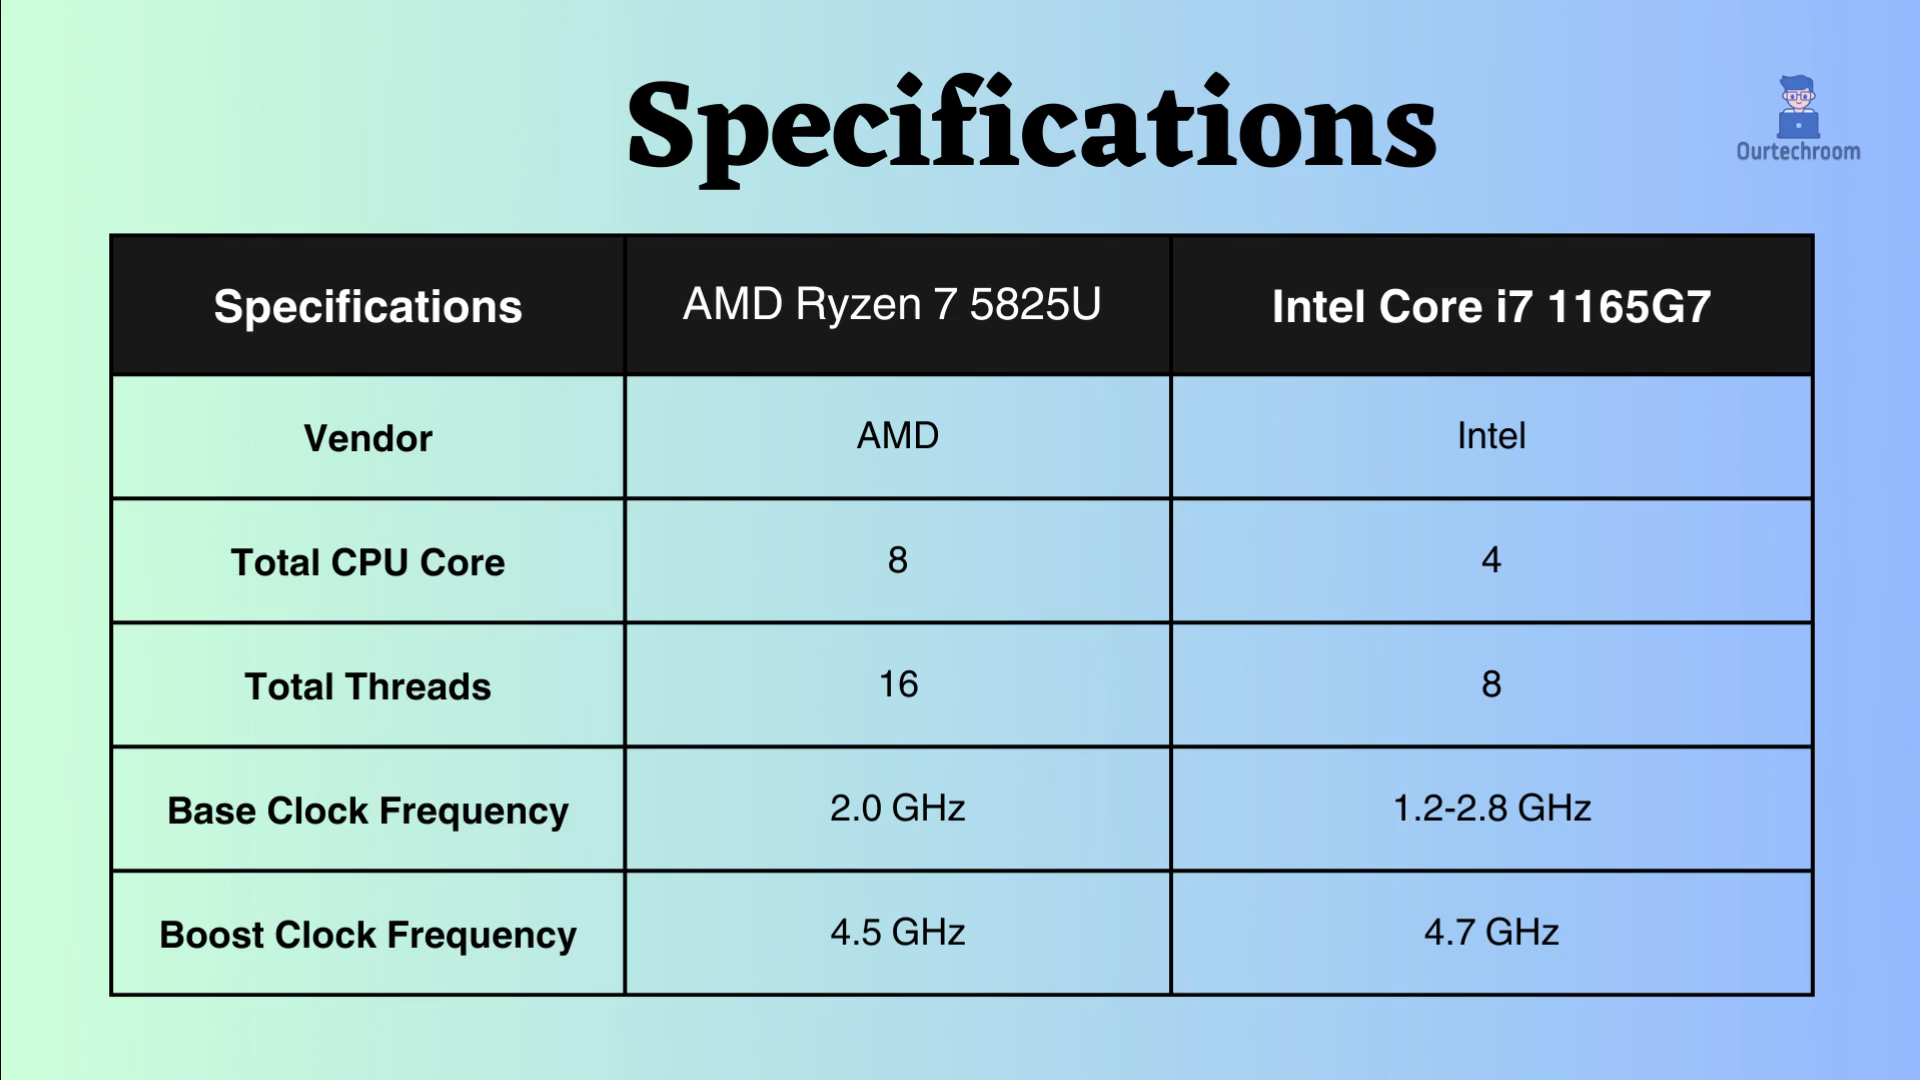 Specifications
Ourtechroom
Specifications AMD Ryzen 7 5825U Intel Core i7 1165G7
Vendor AMD Intel
Total CPU Core 8 4
Total Threads 16 8
Base Clock Frequency 2.0 GHz 1.2-2.8 GHz
Boost Clock Frequency 4.5 GHz 4.7 GHz